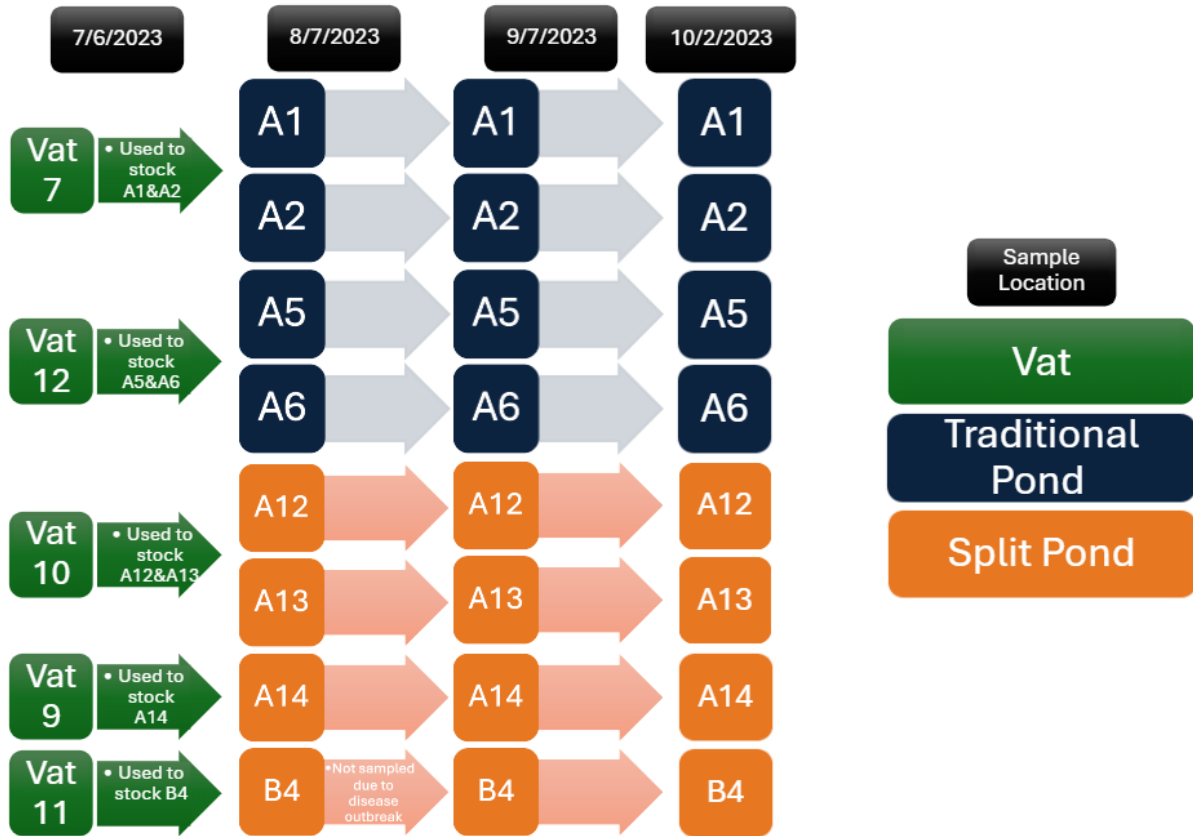 7/6/2023
8/7/2023
9/7/2023
10/2/2023
Vat
7
• Used to
stock
A1&A2
A1
A1
A1
A2
A2
A2
Vat
12
• Used to
stock
A5&A6
A5
A5
A5
A6
A6
A6
Vat
10
• Used to
stock
A12&A13
A12
A12
A12
A13
A13
A13
Vat
9
• Used to
stock
A14
A14
A14
A14
Vat
11
• Used to
stock B4
B4
•Not sampled
due to
disease
outbreak
B4
B4
Sample
Location
Vat
Traditional
Pond
Split Pond